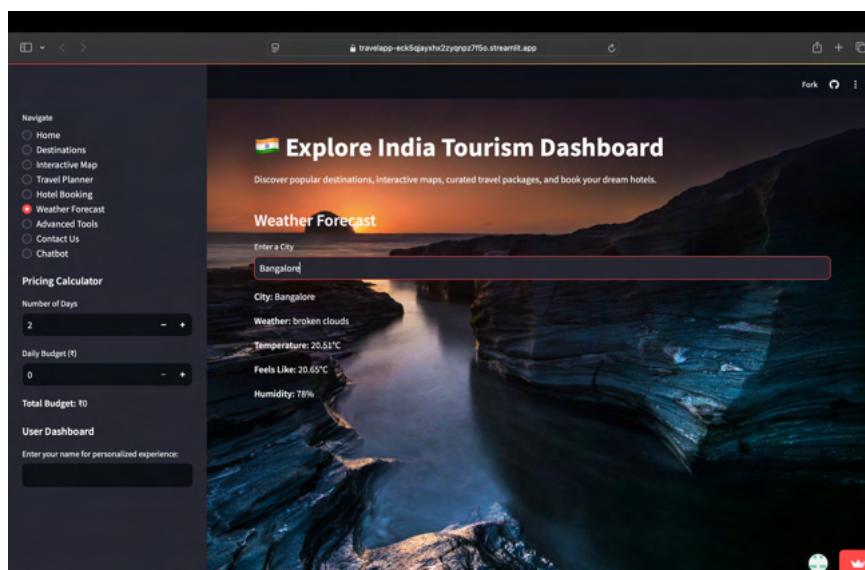 travelapp-eck5qjayxhx2zyqnpz7f5o.streamlit.app
Fork
Navigate
Home
Destinations
Interactive Map
Travel Planner
Hotel Booking
Weather Forecast
Advanced Tools
Contact Us
Chatbot
Pricing Calculator
Number of Days
2
Daily Budget (₹)
0
Total Budget: ₹0
User Dashboard
Enter your name for personalized experience:
Explore India Tourism Dashboard
Discover popular destinations, interactive maps, curated travel packages, and book your dream hotels.
Weather Forecast
Enter a City
Bangalore
City: Bangalore
Weather: broken clouds
Temperature: 20.51°C
Feels Like: 20.65°C
Humidity: 78%